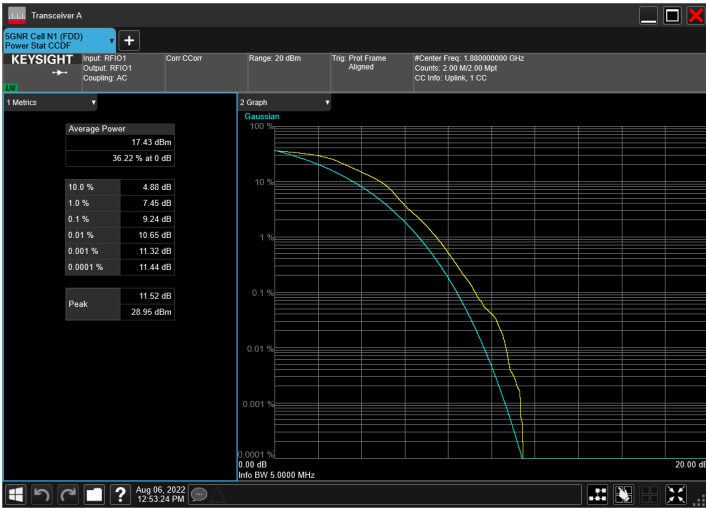 Transceiver A
5GNR Cell N1 (FDD)
Power Stat CCDF
KEYSIGHT
LXI
Input: RFIO1
Output: RFIO1
Coupling: AC
Corr CCorr
Range: 20 dBm
Trig: Prot Frame
Aligned
#Center Freq: 1.880000000 GHz
Counts: 2.00 M/2.00 Mpt
CC Info: Uplink, 1 CC
1 Metrics
Average Power
17.43 dBm
36.22 % at 0 dB
10.0 % 4.88 dB
1.0 % 7.45 dB
0.1 % 9.24 dB
0.01 % 10.65 dB
0.001 % 11.32 dB
0.0001 % 11.44 dB
Peak
11.52 dB
28.95 dBm
2 Graph
Gaussian
100 %
10 %
1 %
0.1 %
0.01 %
0.001 %
0.0001 %
0.00 dB
20.00 dB
Info BW 5.0000 MHz
?
Aug 06, 2022
12:53:24 PM